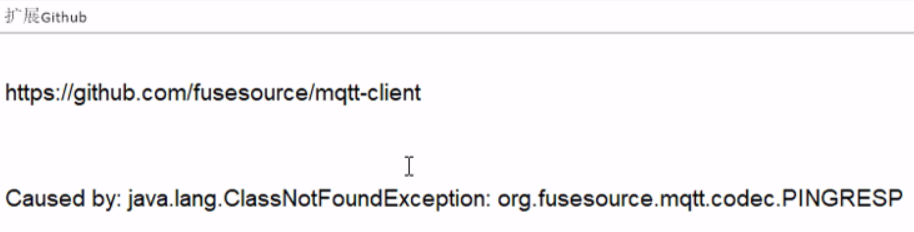 扩展Github
https://github.com/fusesource/mqtt-client
Caused by: java.lang.ClassNotFoundException: org.fusesource.mqtt.codec.PINGRESP